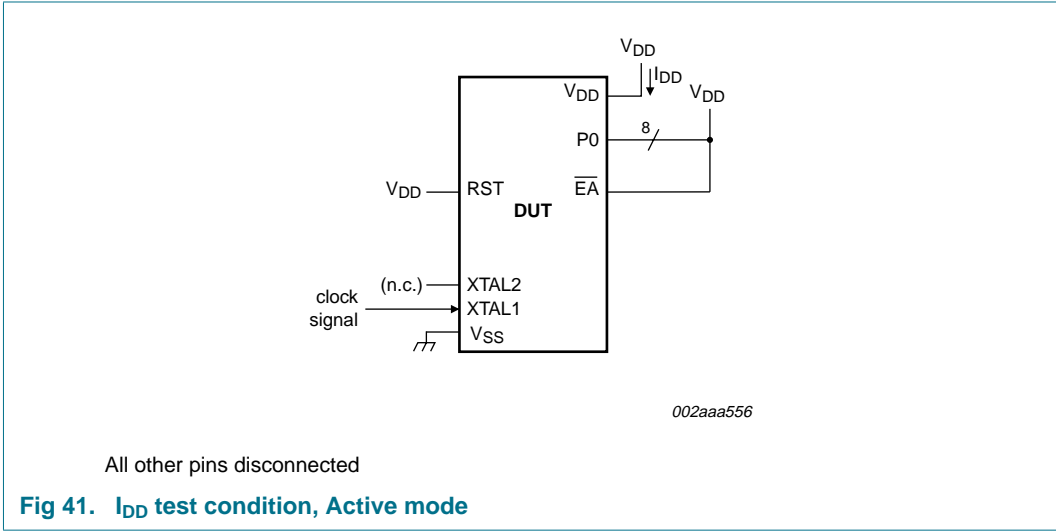 VDD
IDD
VDD
VDD
P0
8
VDD
RST
EA
DUT
(n.c.)
XTAL2
clock
signal
XTAL1
VSS
002aaa556
All other pins disconnected
Fig 41. IDD test condition, Active mode